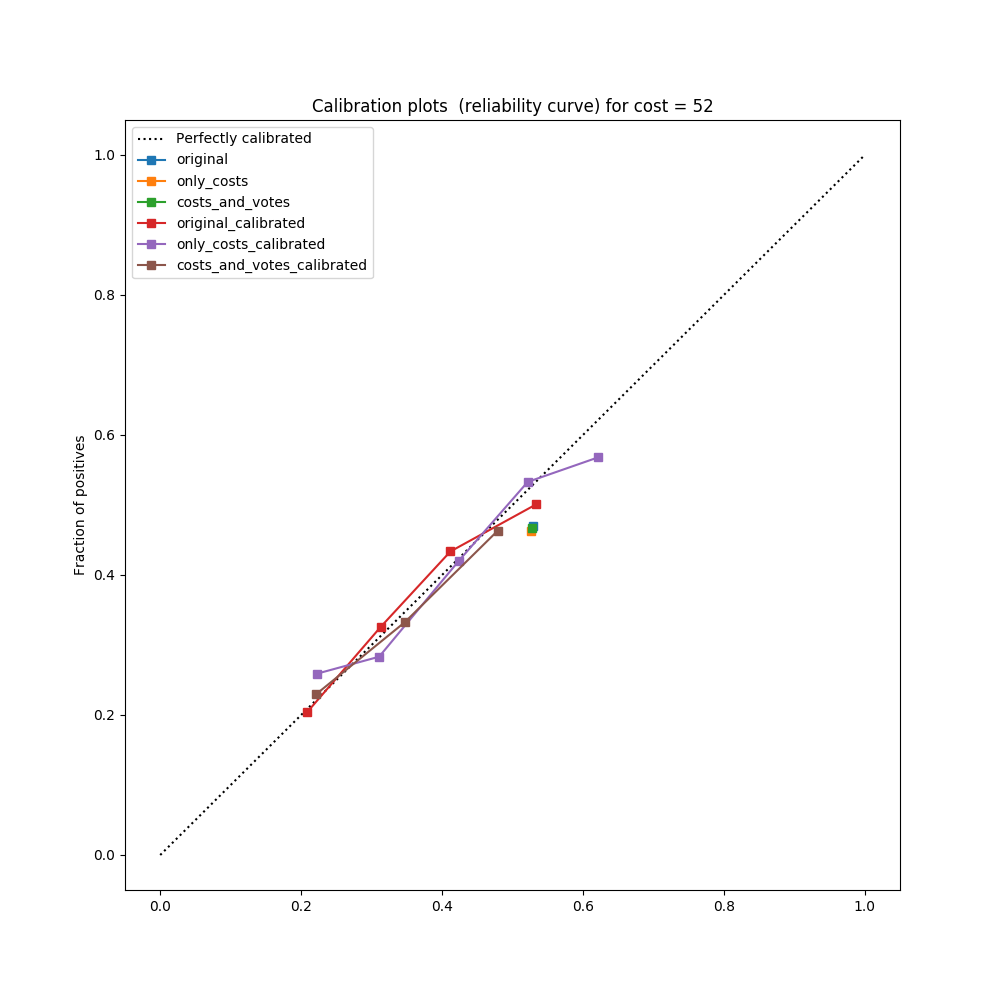 Calibration plots  (reliability curve) for cost = 52
Perfectly calibrated
original
only_costs
costs_and_votes
original_calibrated
only_costs_calibrated
costs_and_votes_calibrated
1.0
0.8
0.6
0.4
0.2
0.0
Fraction of positives
0.0 0.2 0.4 0.6 0.8 1.0